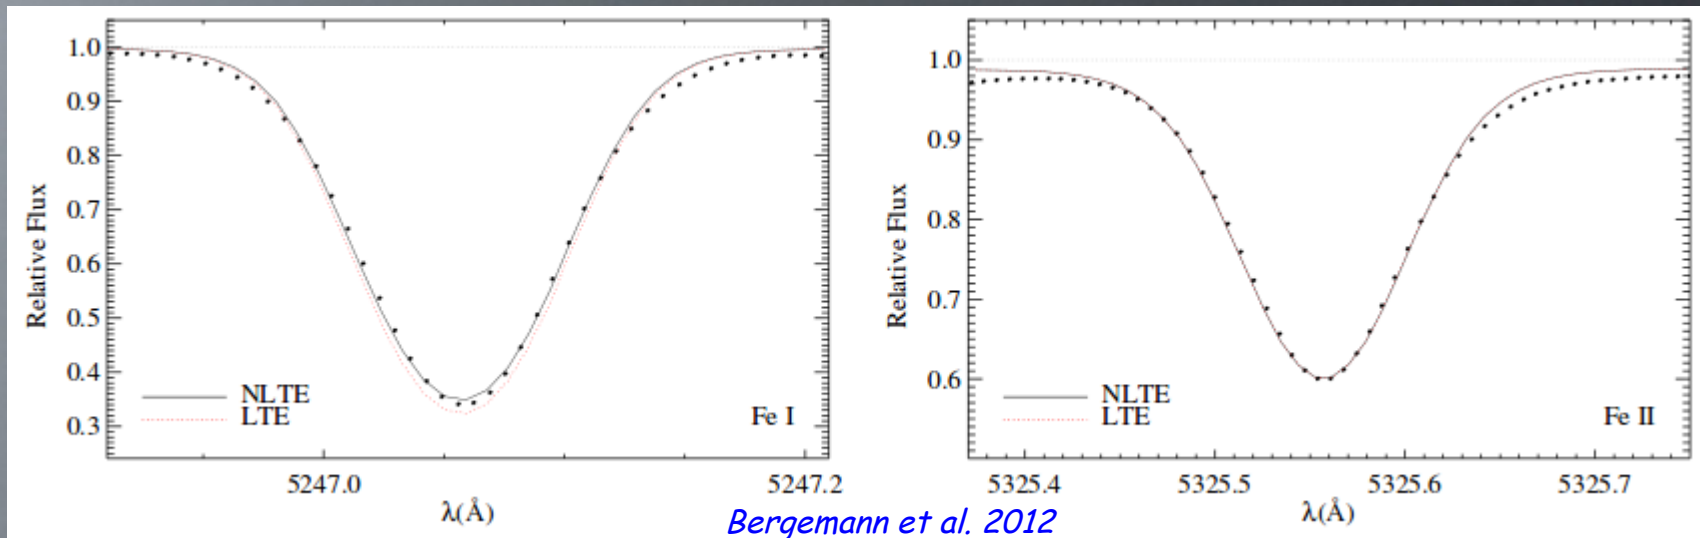 1.0
0.9
0.8
0.7
0.6
0.5
0.4
0.3
Relative Flux
NLTE
LTE
Fe I
5247.0
5247.2
λ(Å)
1.0
0.9
0.8
0.7
0.6
Relative Flux
NLTE
LTE
Fe II
5325.4
5325.5
5325.6
5325.7
λ(Å)
Bergemann et al. 2012